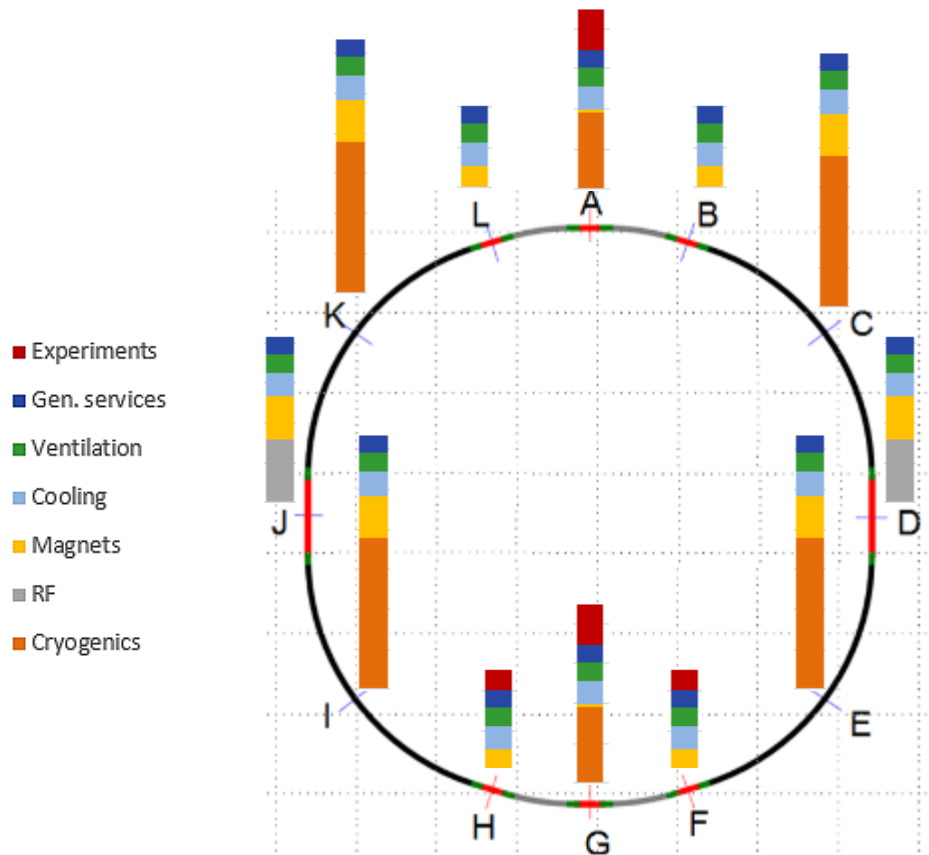 A
L
B
K
C
Experiments
Gen. services
Ventilation
Cooling
Magnets
RF
Cryogenics
J
D
I
E
H
G
F